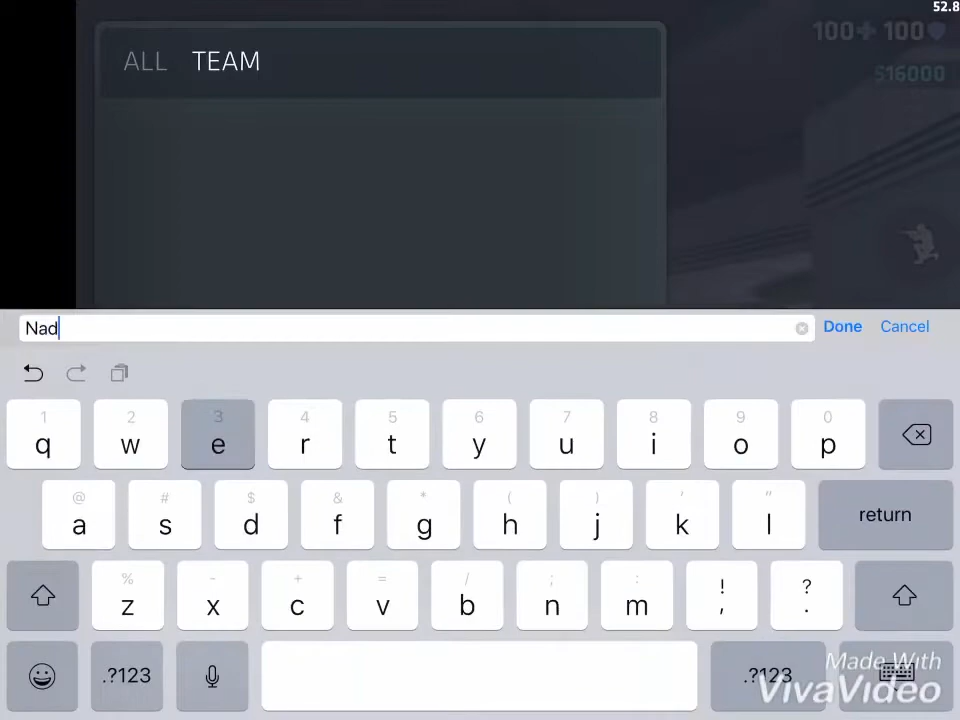 52.8
100+ 100
$16000
ALL TEAM
Nad
Done Cancel
1 2 3 4 5 6 7 8 9 0
q w e r t y u i o p
@ # $ & * ( ) ' "
a s d f g h j k l return
% - + = / ; : ! ?
z x c v b n m , .
.?123 .?123
Made With
VivaVideo